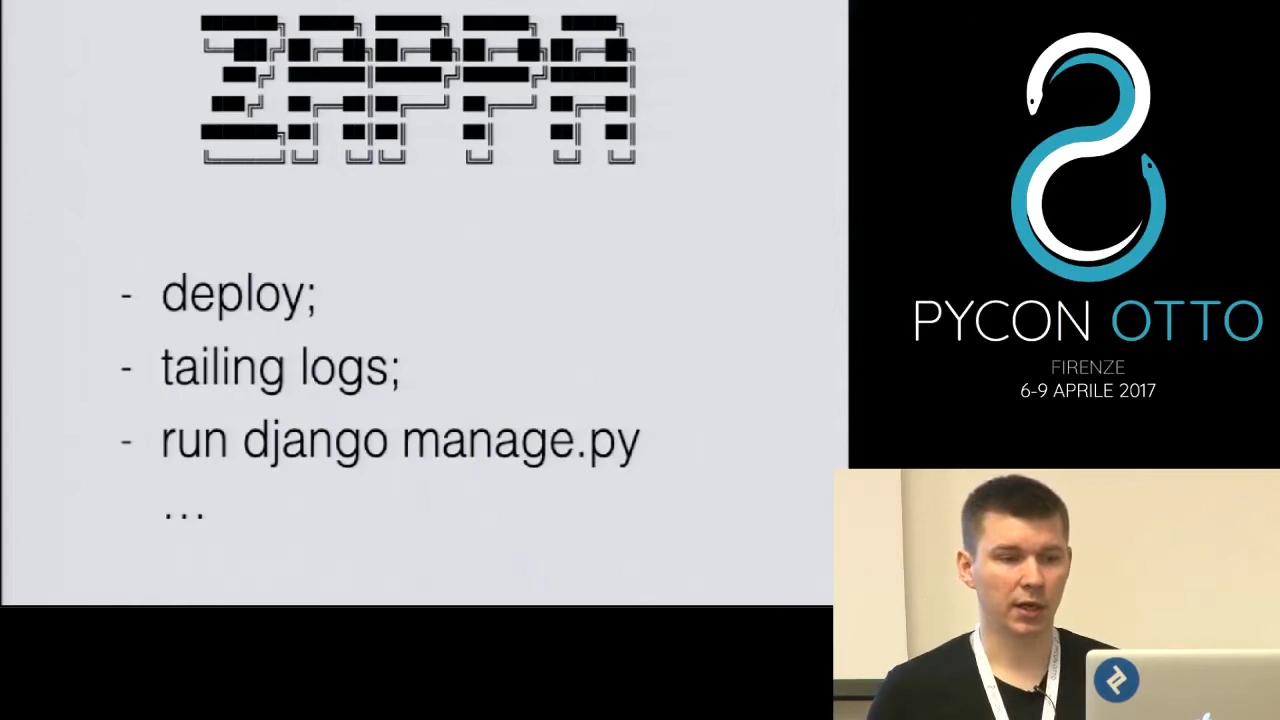 ZAPPA
- deploy;
- tailing logs;
- run django manage.py
...
PYCON OTTO
FIRENZE
6-9 APRILE 2017